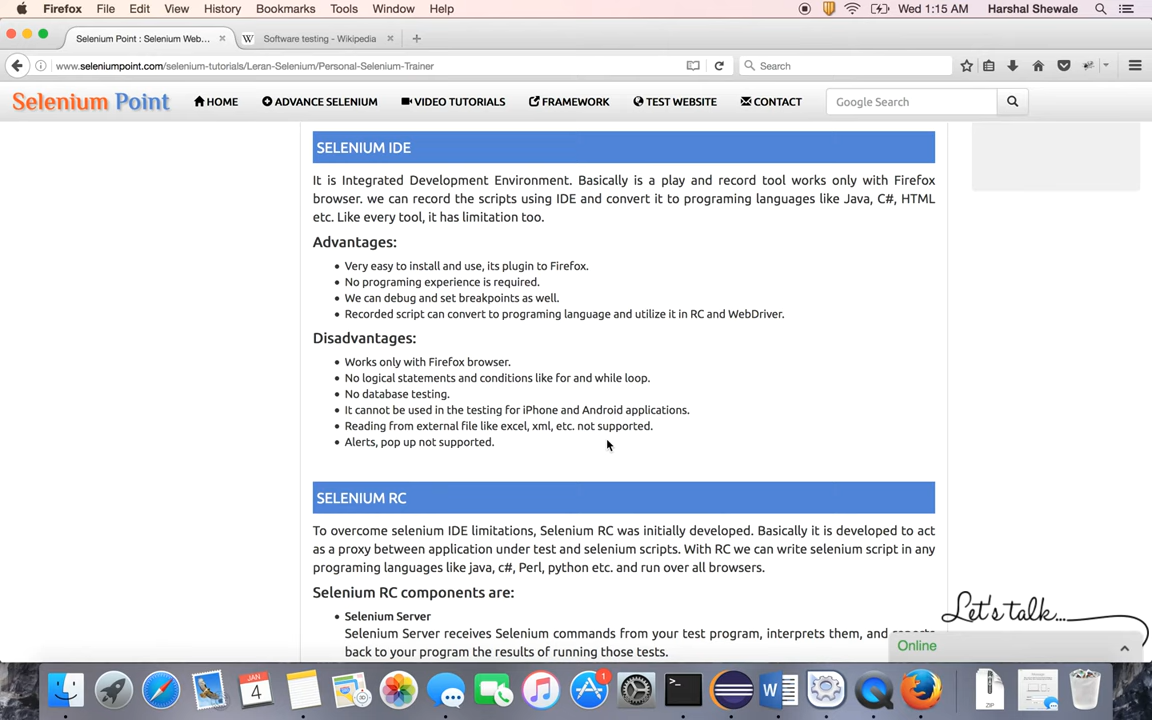 Firefox File Edit View History Bookmarks Tools Window Help Wed 1:15 AM Harshal Shewale
Selenium Point : Selenium Web... × W Software testing - Wikipedia × +
www.seleniumpoint.com/selenium-tutorials/Leran-Selenium/Personal-Selenium-Trainer Search
Selenium Point HOME ADVANCE SELENIUM VIDEO TUTORIALS FRAMEWORK TEST WEBSITE CONTACT Google Search
SELENIUM IDE
It is Integrated Development Environment. Basically is a play and record tool works only with Firefox
browser. we can record the scripts using IDE and convert it to programing languages like Java, C#, HTML
etc. Like every tool, it has limitation too.
Advantages:
• Very easy to install and use, its plugin to Firefox.
• No programing experience is required.
• We can debug and set breakpoints as well.
• Recorded script can convert to programing language and utilize it in RC and WebDriver.
Disadvantages:
• Works only with Firefox browser.
• No logical statements and conditions like for and while loop.
• No database testing.
• It cannot be used in the testing for iPhone and Android applications.
• Reading from external file like excel, xml, etc. not supported.
• Alerts, pop up not supported.
SELENIUM RC
To overcome selenium IDE limitations, Selenium RC was initially developed. Basically it is developed to act
as a proxy between application under test and selenium scripts. With RC we can write selenium script in any
programing languages like java, c#, Perl, python etc. and run over all browsers.
Selenium RC components are:
• Selenium Server
Selenium Server receives Selenium commands from your test program, interprets them, and reports
back to your program the results of running those tests.
Let's talk...
Online
JAN
4
1
ZIP